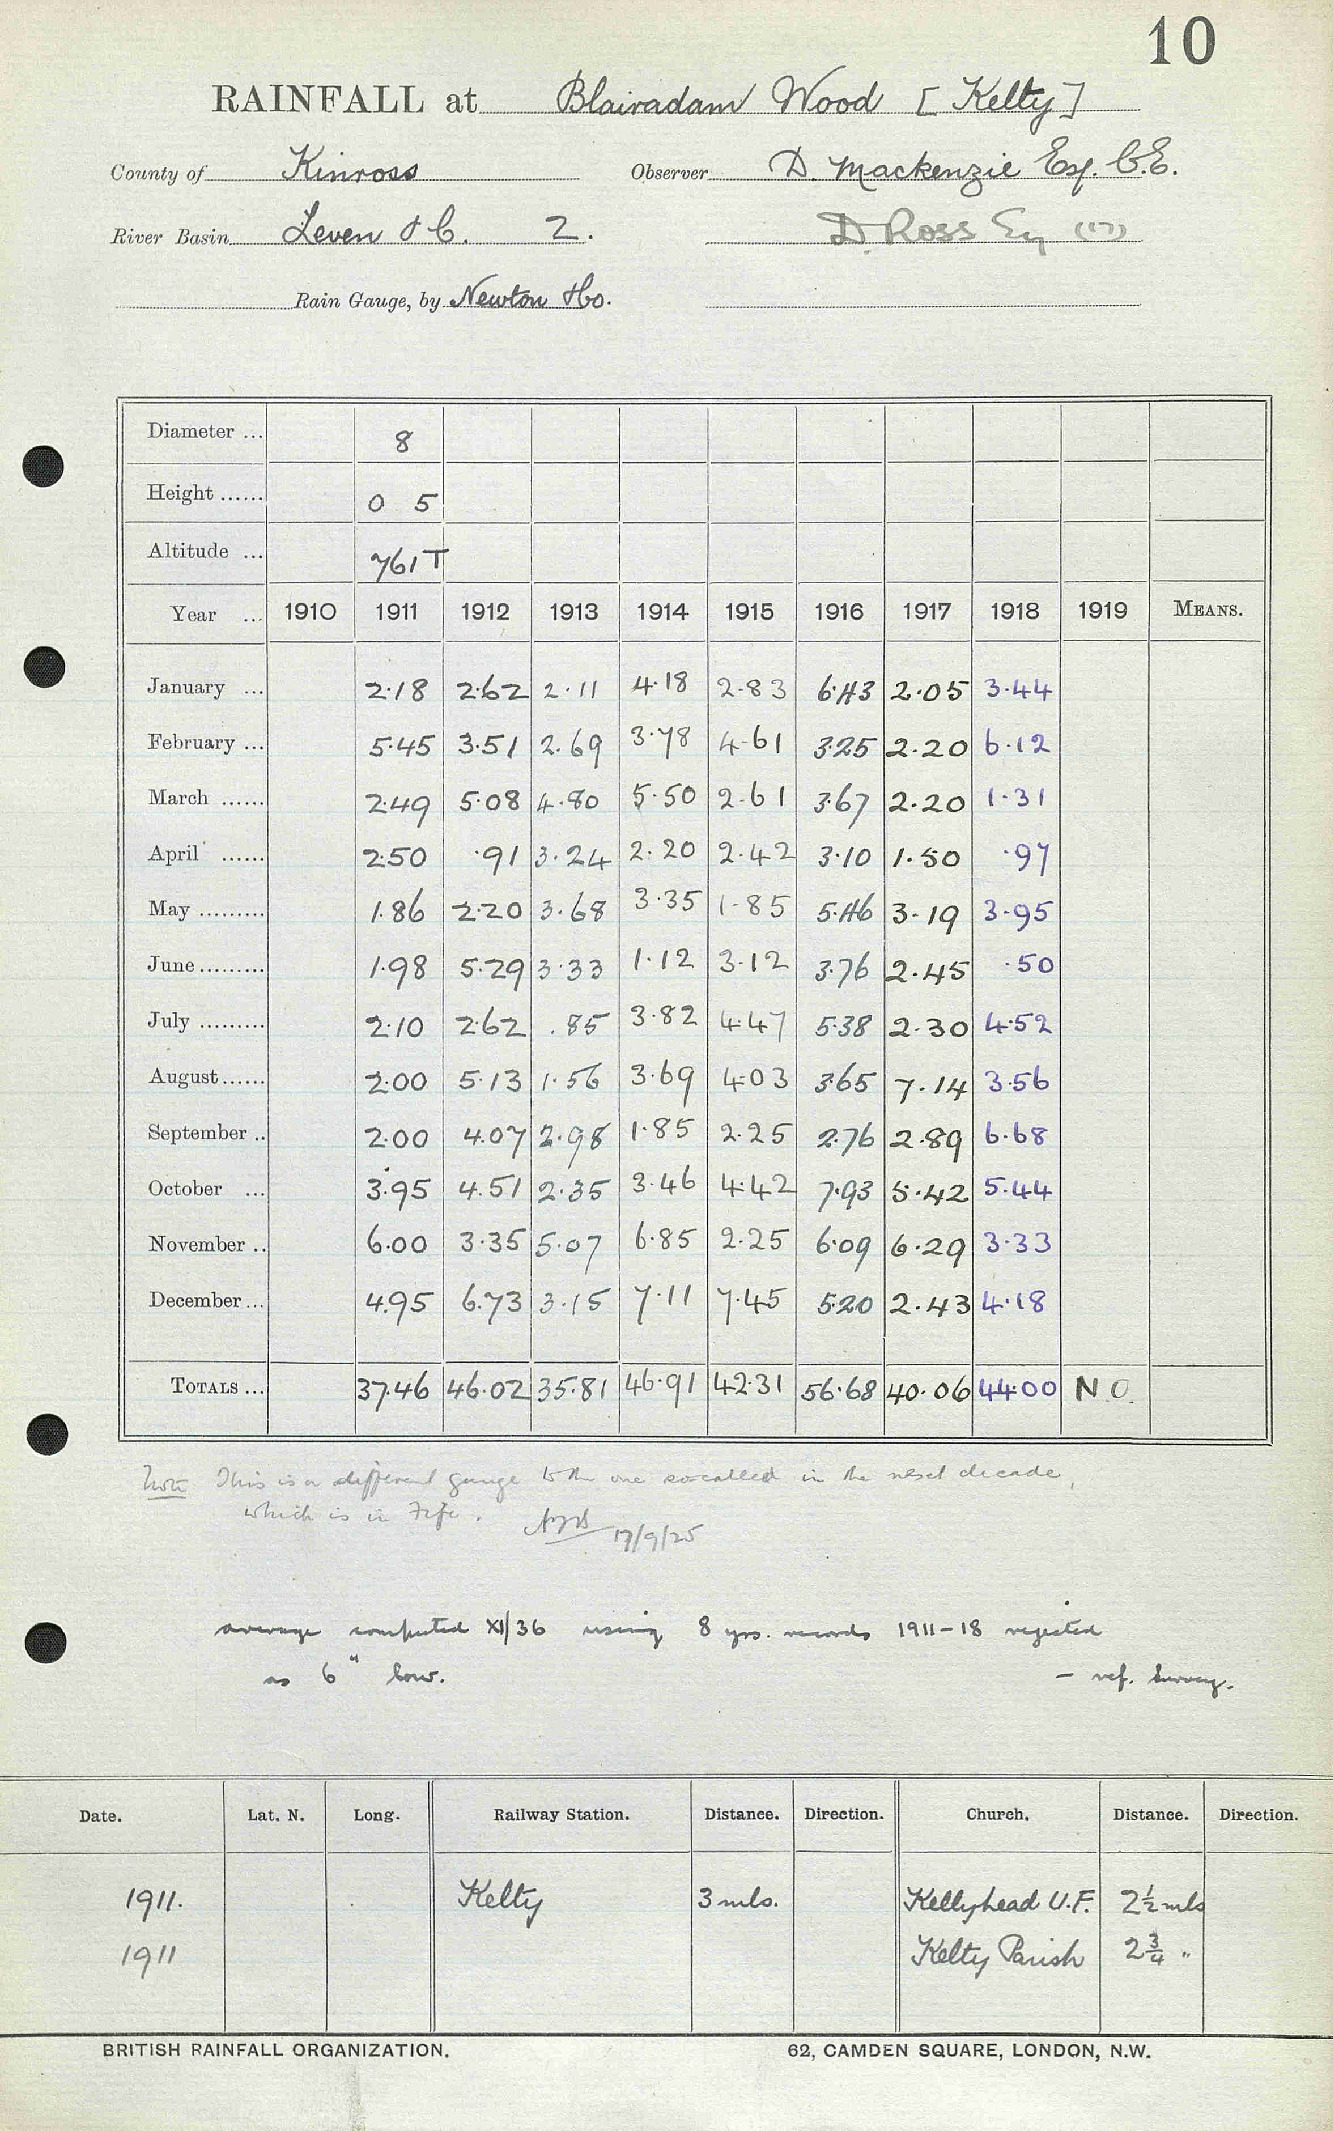 10
RAINFALL at Blairadam Wood [Kelty]
County of Kinross Observer D. Mackenzie Esq. C.E.
River Basin Leven &c. 2. D. Ross Esq (17)
Rain Gauge, by Newton &Co.
Diameter ... 8
Height ...... 0 5
Altitude ... 761T
Year ... 1910 1911 1912 1913 1914 1915 1916 1917 1918 1919 MEANS.
January ... 2.18 2.62 2.11 4.18 2.83 6.43 2.05 3.44
February ... 5.45 3.51 2.69 3.78 4.61 3.25 2.20 6.12
March ...... 2.49 5.08 4.80 5.50 2.61 3.67 2.20 1.31
April ...... 2.50 .91 3.24 2.20 2.42 3.10 1.50 .97
May ......... 1.86 2.20 3.68 3.35 1.85 5.46 3.19 3.95
June ......... 1.98 5.29 3.33 1.12 3.12 3.76 2.45 .50
July ......... 2.10 2.62 .85 3.82 4.47 5.38 2.30 4.52
August ...... 2.00 5.13 1.56 3.69 4.03 3.65 7.14 3.56
September .. 2.00 4.07 2.98 1.85 2.25 2.76 2.89 6.68
October ... 3.95 4.51 2.35 3.46 4.42 7.93 5.42 5.44
November .. 6.00 3.35 5.07 6.85 2.25 6.09 6.29 3.33
December ... 4.95 6.73 3.15 7.11 7.45 5.20 2.43 4.18
TOTALS ... 37.46 46.02 35.81 46.91 42.31 56.68 40.06 44.00 N O
Note This is a different gauge to the one so called in the next decade,
which is in Fife. 17/9/25
average computed XI/36 using 8 yrs. records 1911-18 rejected
as 6" low. - ref. Survey.
Date. Lat. N. Long. Railway Station. Distance. Direction. Church. Distance. Direction.
1911. Kelty 3 mls. Keltyhead U.F. 2½ mls
1911 Kelty Parish 2¾ "
BRITISH RAINFALL ORGANIZATION. 62, CAMDEN SQUARE, LONDON, N.W.